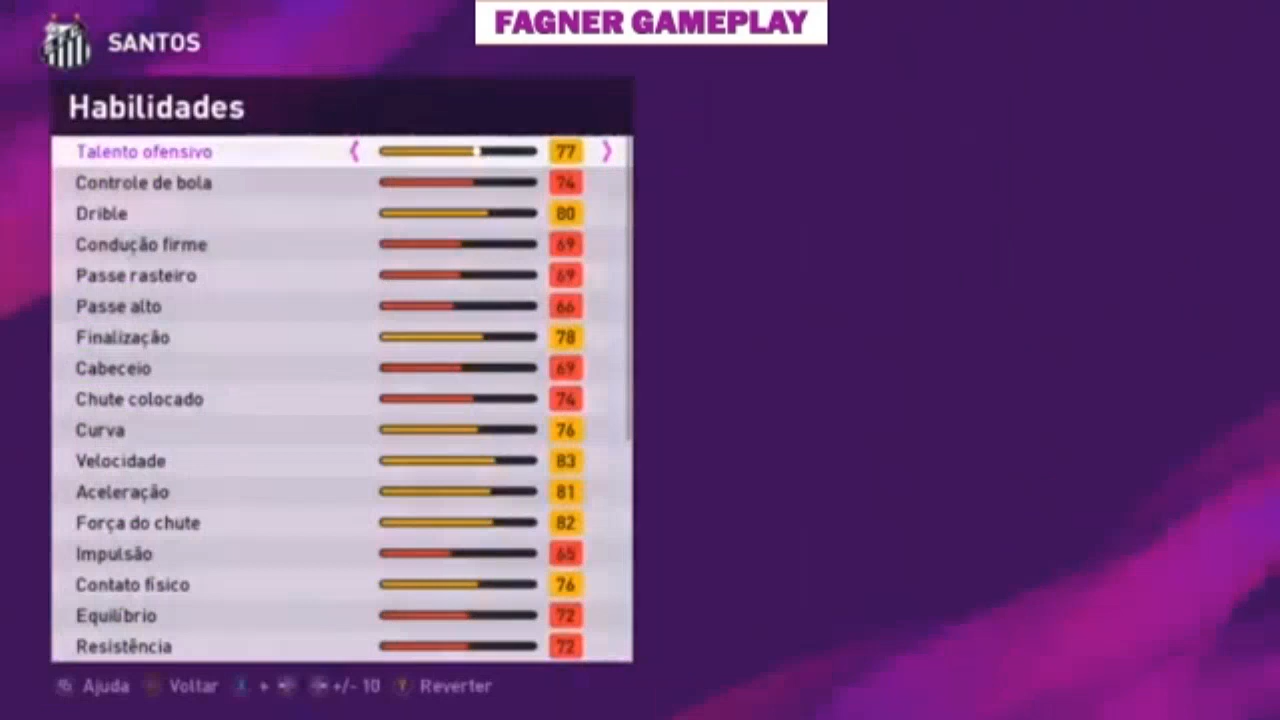 FAGNER GAMEPLAY
SANTOS
Habilidades
Talento ofensivo 77
Controle de bola 74
Drible 80
Condução firme 69
Passe rasteiro 69
Passe alto 66
Finalização 78
Cabeceio 69
Chute colocado 74
Curva 76
Velocidade 83
Aceleração 81
Força do chute 82
Impulsão 65
Contato físico 76
Equilíbrio 72
Resistência 72
Ajuda Voltar + +/- 10 Y Reverter